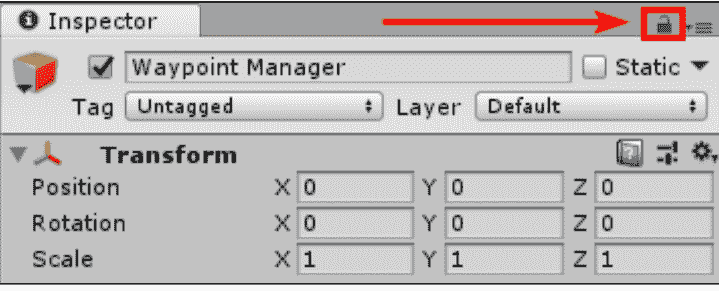 Inspector
Waypoint Manager Static
Tag Untagged Layer Default
Transform
Position X 0 Y 0 Z 0
Rotation X 0 Y 0 Z 0
Scale X 1 Y 1 Z 1